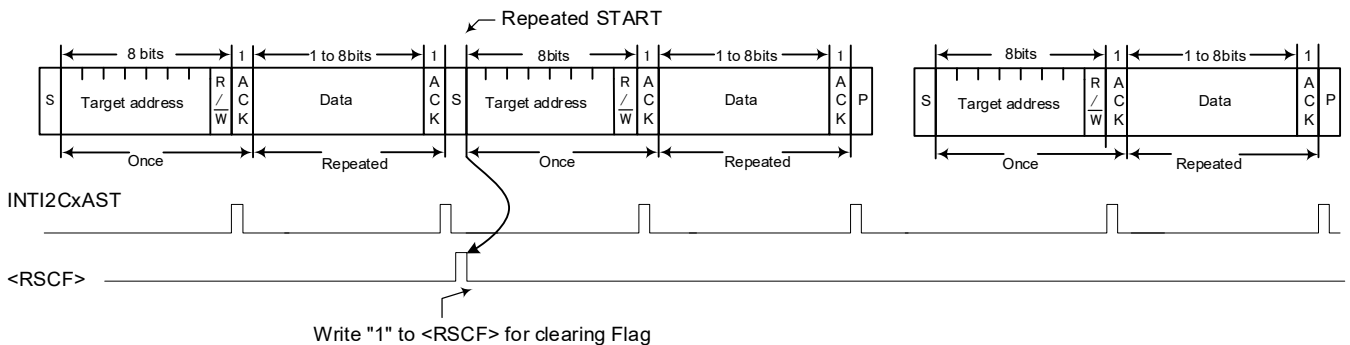 Repeated START
8 bits 1 1 to 8bits 1 8bits 1 1 to 8bits 1 8bits 1 1 to 8bits 1
S Target address R/W ACK Data ACK S Target address R/W ACK Data ACK P S Target address R/W ACK Data ACK P
Once Repeated Once Repeated Once Repeated
INTI2CxAST
<RSCF>
Write "1" to <RSCF> for clearing Flag